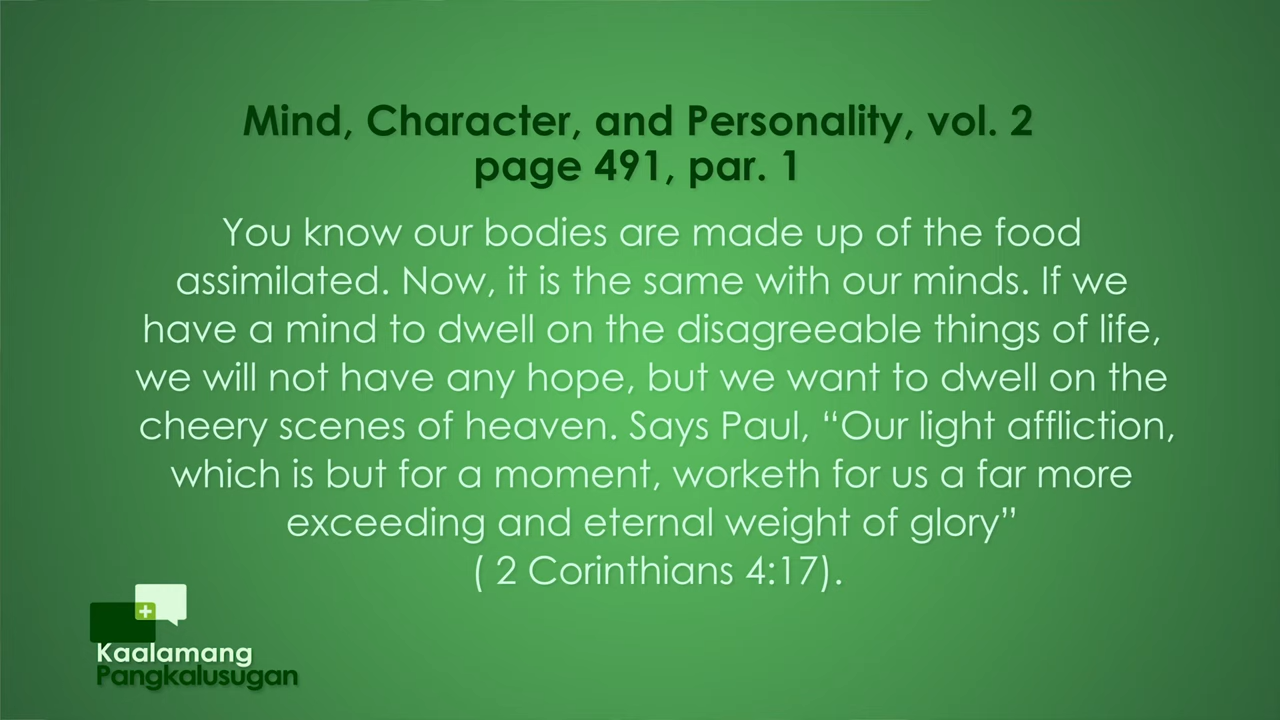 Mind, Character, and Personality, vol. 2
page 491, par. 1
You know our bodies are made up of the food
assimilated. Now, it is the same with our minds. If we
have a mind to dwell on the disagreeable things of life,
we will not have any hope, but we want to dwell on the
cheery scenes of heaven. Says Paul, “Our light affliction,
which is but for a moment, worketh for us a far more
exceeding and eternal weight of glory”
( 2 Corinthians 4:17).
Kaalamang
Pangkalusugan